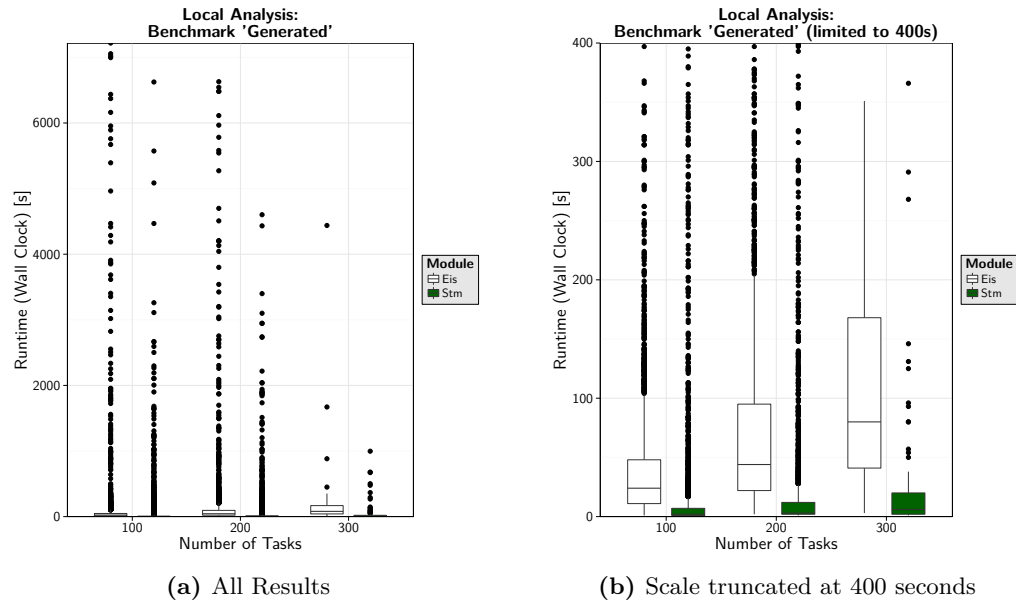 Local Analysis:
Benchmark 'Generated'
Runtime (Wall Clock) [s]
6000
4000
2000
0
100
200
300
Number of Tasks
Module
Eis
Stm
(a) All Results
Local Analysis:
Benchmark 'Generated' (limited to 400s)
Runtime (Wall Clock) [s]
400
300
200
100
0
100
200
300
Number of Tasks
Module
Eis
Stm
(b) Scale truncated at 400 seconds